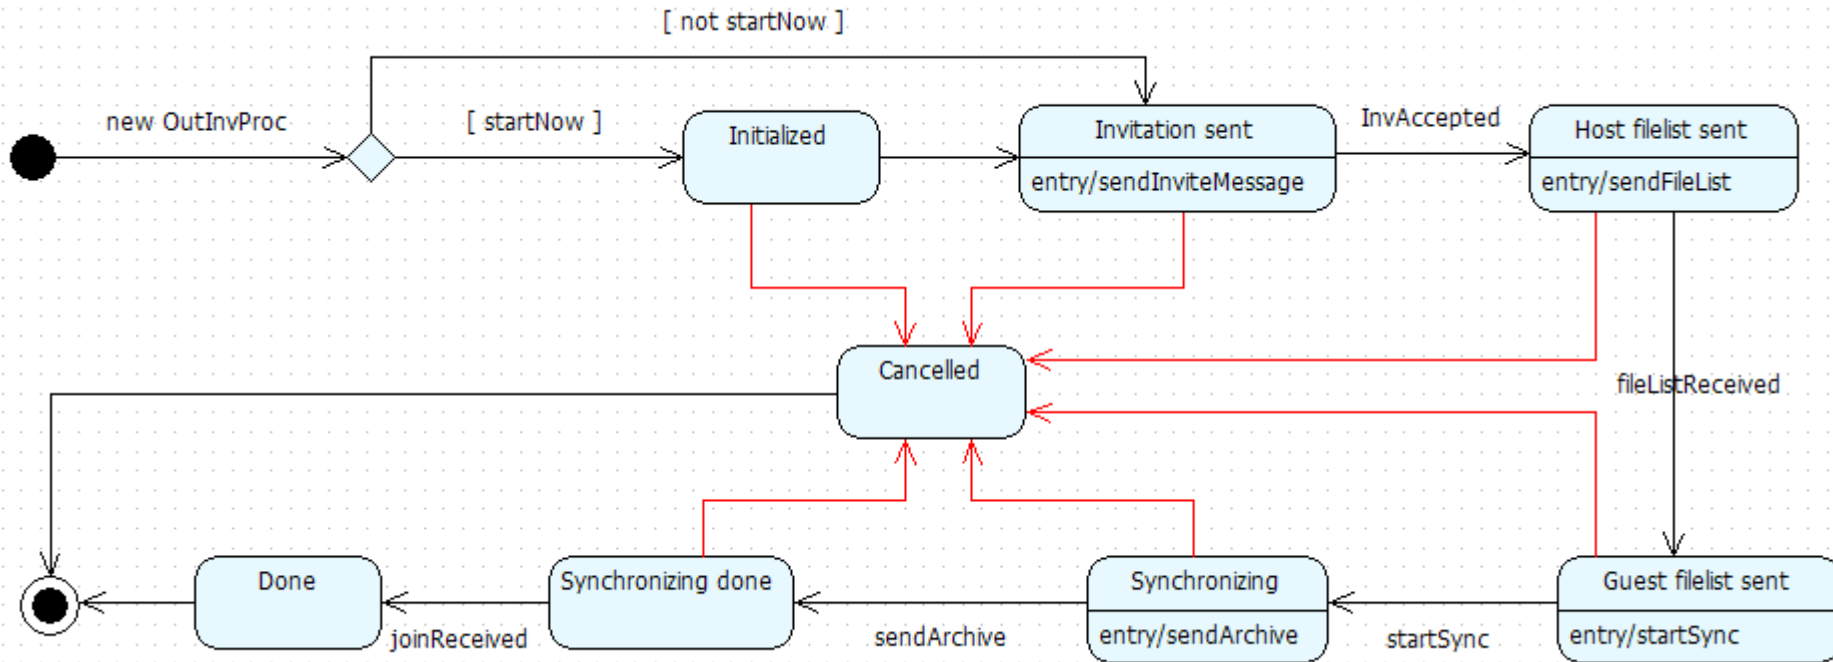 [ not startNow ]
new OutInvProc
[ startNow ]
Initialized
Invitation sent
entry/sendInviteMessage
InvAccepted
Host filelist sent
entry/sendFileList
Cancelled
fileListReceived
Done
joinReceived
Synchronizing done
sendArchive
Synchronizing
entry/sendArchive
startSync
Guest filelist sent
entry/startSync